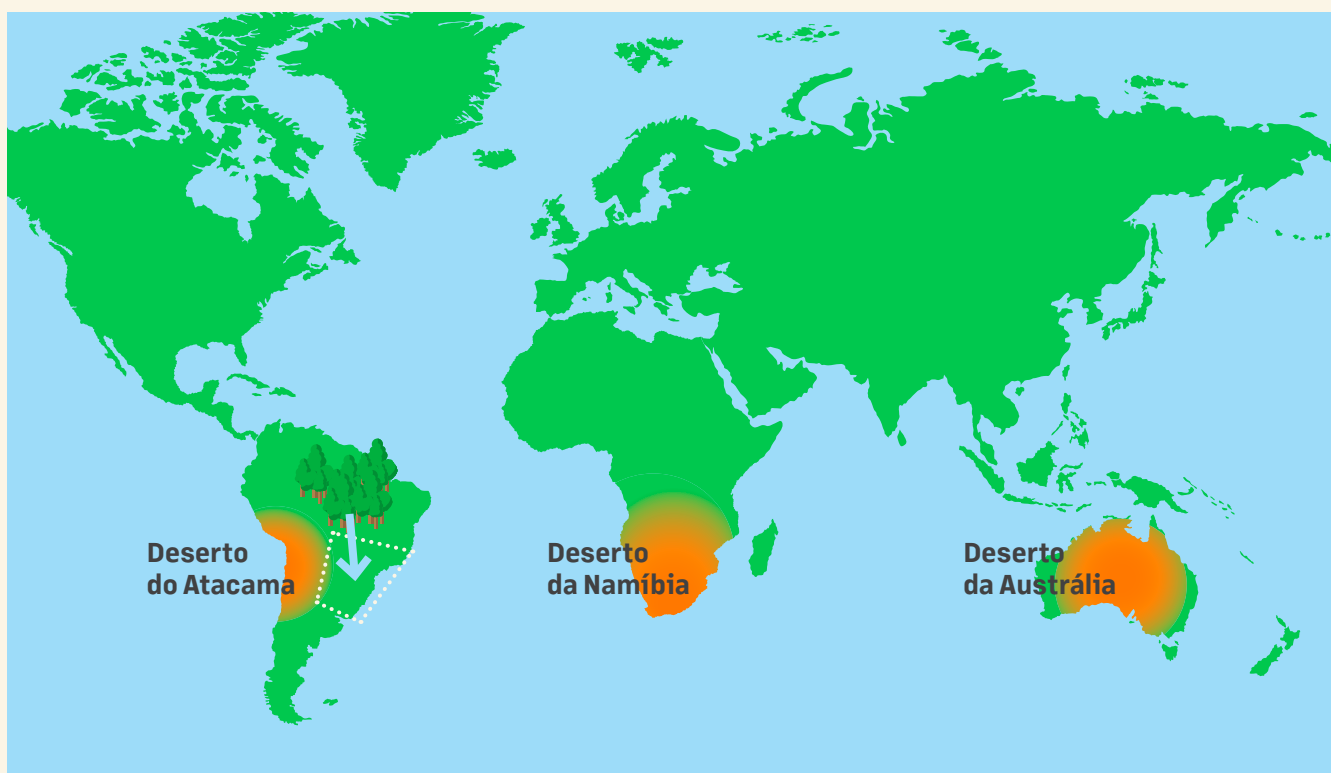 Deserto
do Atacama
Deserto
da Namíbia
Deserto
da Austrália